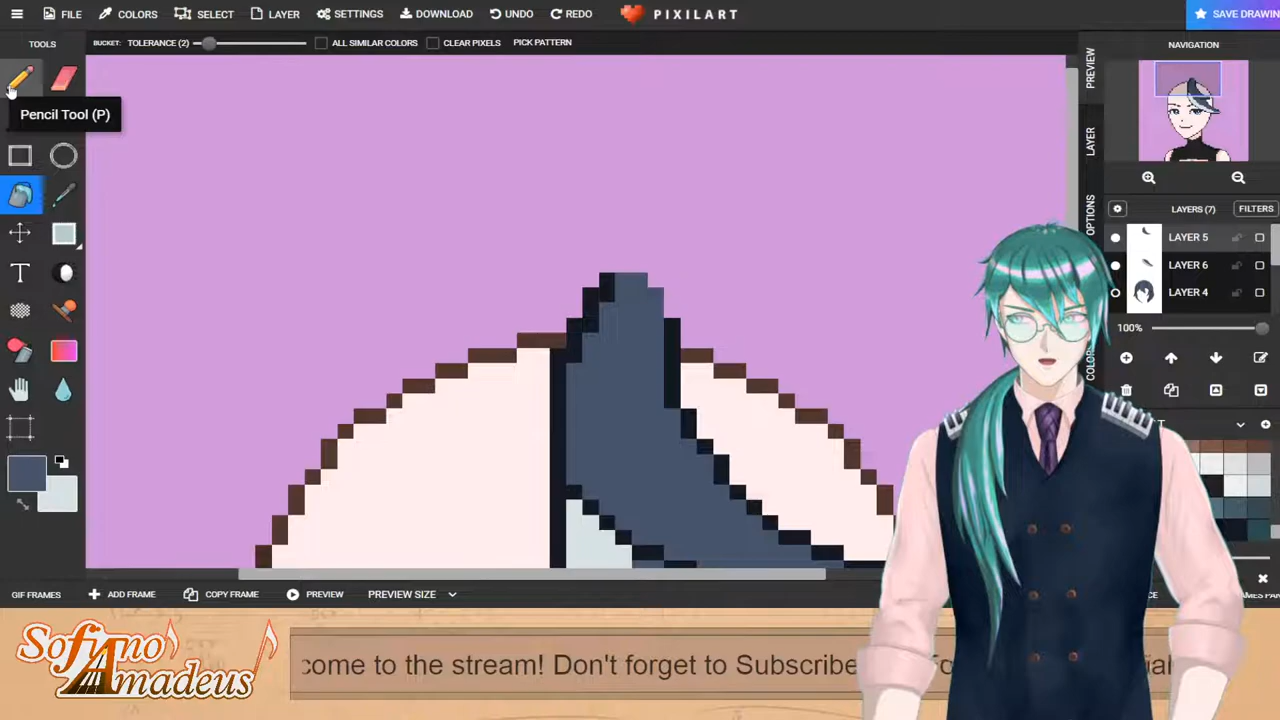 FILE COLORS SELECT LAYER SETTINGS DOWNLOAD UNDO REDO PIXILART SAVE DRAWIN
TOOLS
BUCKET: TOLERANCE (2) ALL SIMILAR COLORS CLEAR PIXELS PICK PATTERN
NAVIGATION
PREVIEW
Pencil Tool (P)
LAYER
LAYERS (7) FILTERS
OPTIONS
LAYER 5
LAYER 6
LAYER 4
100%
COLOR
T
GIF FRAMES ADD FRAME COPY FRAME PREVIEW PREVIEW SIZE
Sofiano
Amadeus
come to the stream! Don't forget to Subscribe